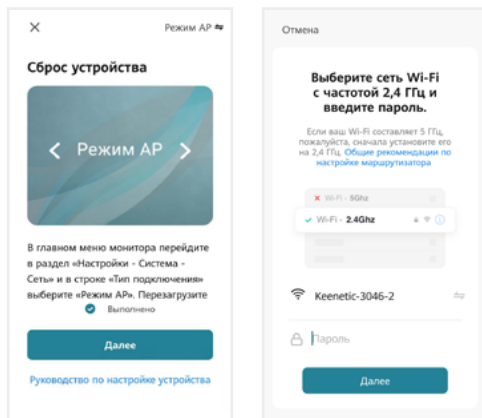 Режим AP
Сброс устройства
Режим AP
В главном меню монитора перейдите
в раздел «Настройки - Система -
Сеть» и в строке «Тип подключения»
выберите «Режим AP». Перезагрузите
Выполнено
Далее
Руководство по настройке устройства
Отмена
Выберите сеть Wi-Fi
с частотой 2,4 ГГц и
введите пароль.
Если ваш Wi-Fi составляет 5 ГГц,
пожалуйста, сначала установите его
на 2,4 ГГц. Общие рекомендации по
настройке маршрутизатора
Wi-Fi - 5Ghz
Wi-Fi - 2.4Ghz
Keenetic-3046-2
Пароль
Далее